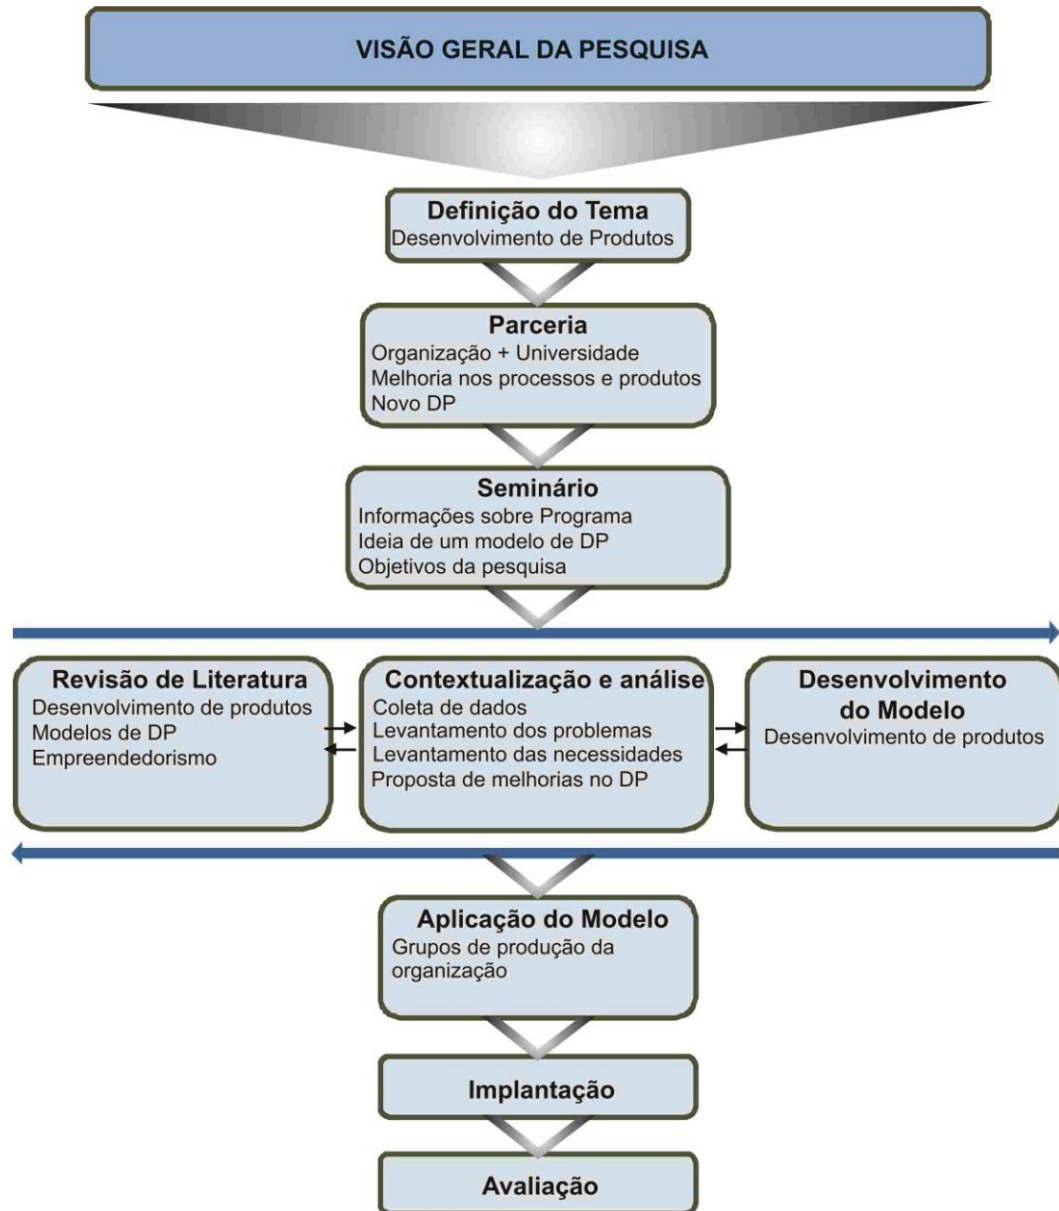 VISÃO GERAL DA PESQUISA
Definição do Tema
Desenvolvimento de Produtos
Parceria
Organização + Universidade
Melhoria nos processos e produtos
Novo DP
Seminário
Informações sobre Programa
Ideia de um modelo de DP
Objetivos da pesquisa
Revisão de Literatura
Desenvolvimento de produtos
Modelos de DP
Empreendedorismo
Contextualização e análise
Coleta de dados
Levantamento dos problemas
Levantamento das necessidades
Proposta de melhorias no DP
Desenvolvimento
do Modelo
Desenvolvimento de produtos
Aplicação do Modelo
Grupos de produção da
organização
Implantação
Avaliação